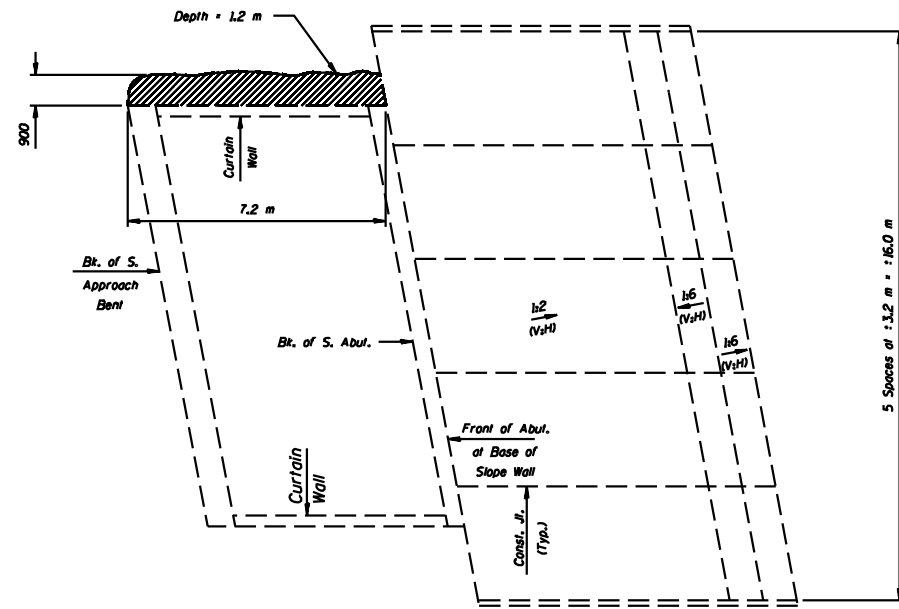 Depth = 1.2 m
900
Curtain
Wall
7.2 m
Bk. of S.
Approach
Bent
Bk. of S. Abut.
1:2
(V:H)
1:6
(V:H)
1:6
(V:H)
5 Spaces at ±3.2 m = ±16.0 m
Front of Abut.
at Base of
Slope Wall
Curtain
Wall
Const. Jt.
(Typ.)